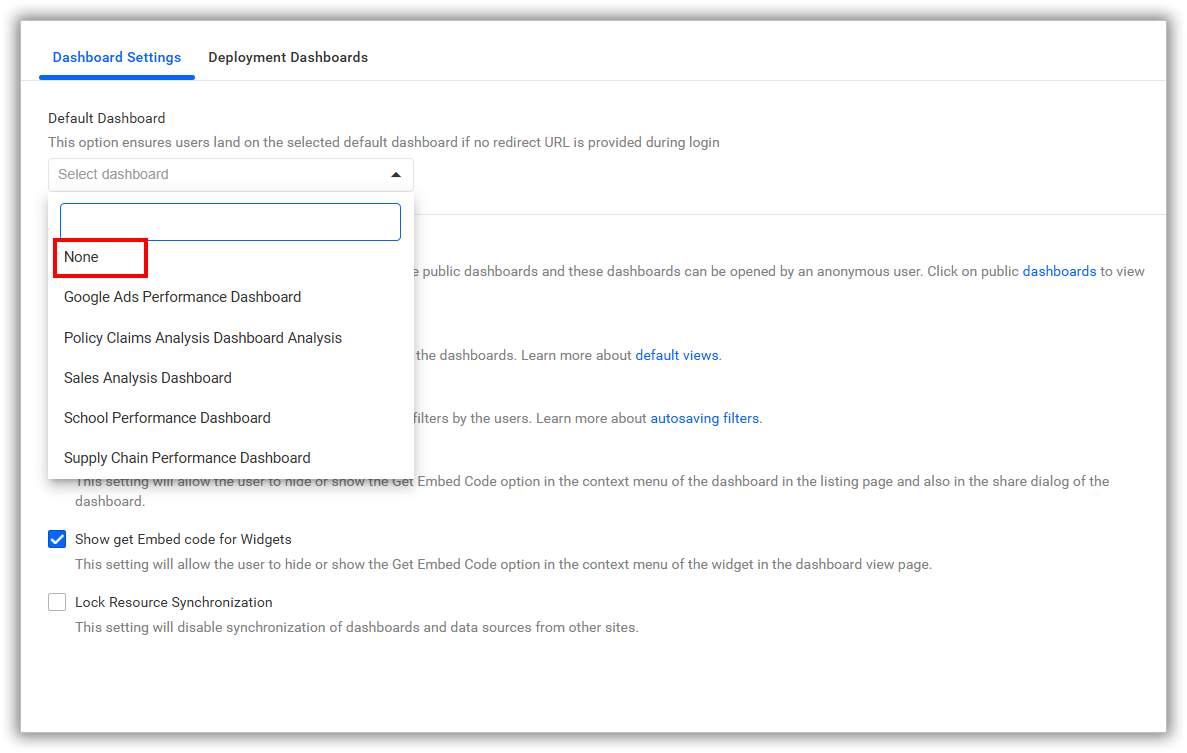 Dashboard Settings Deployment Dashboards
Default Dashboard
This option ensures users land on the selected default dashboard if no redirect URL is provided during login
Select dashboard
None
public dashboards and these dashboards can be opened by an anonymous user. Click on public dashboards to view
Google Ads Performance Dashboard
Policy Claims Analysis Dashboard Analysis
the dashboards. Learn more about default views.
Sales Analysis Dashboard
School Performance Dashboard
filters by the users. Learn more about autosaving filters.
Supply Chain Performance Dashboard
This setting will allow the user to hide or show the Get Embed Code option in the context menu of the dashboard in the listing page and also in the share dialog of the
dashboard.
Show get Embed code for Widgets
This setting will allow the user to hide or show the Get Embed Code option in the context menu of the widget in the dashboard view page.
Lock Resource Synchronization
This setting will disable synchronization of dashboards and data sources from other sites.